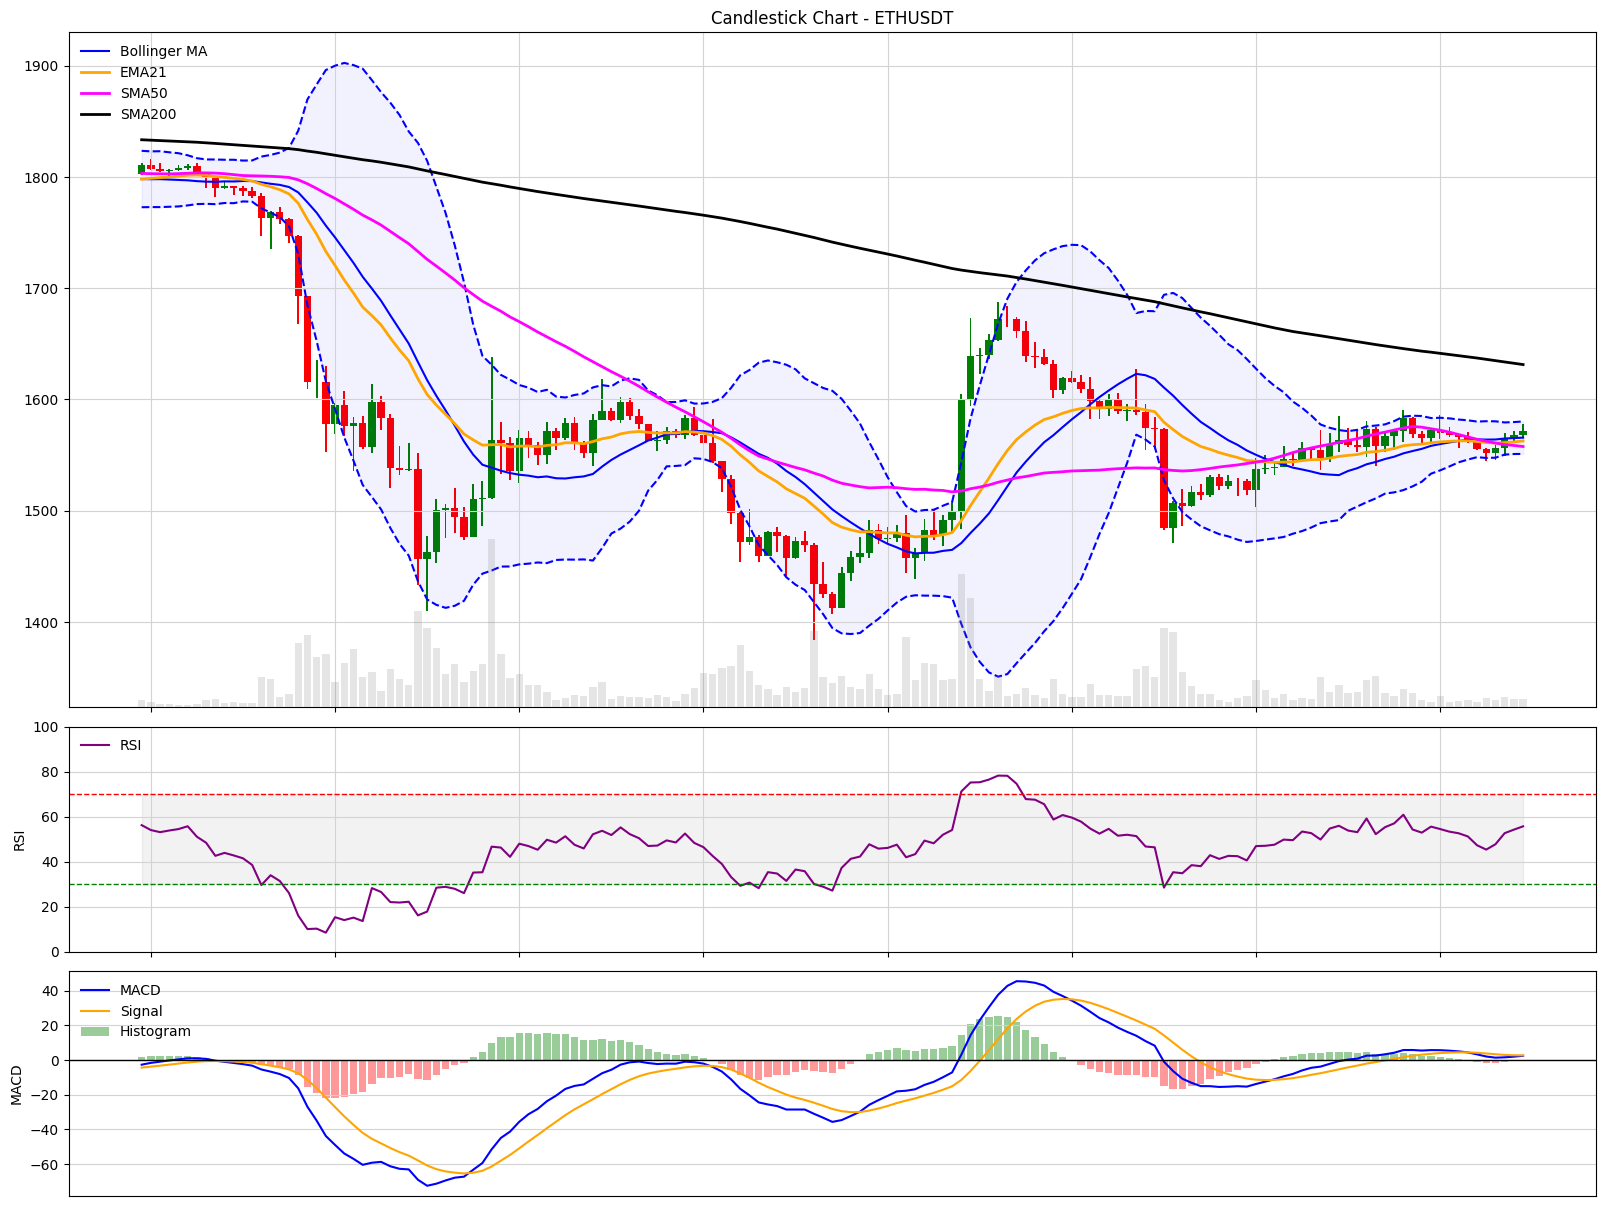 Candlestick Chart - ETHUSDT
Bollinger MA
EMA21
SMA50
SMA200
1900
1800
1700
1600
1500
1400
RSI
100
80
60
40
20
0
RSI
MACD
Signal
Histogram
40
20
0
−20
−40
−60
MACD